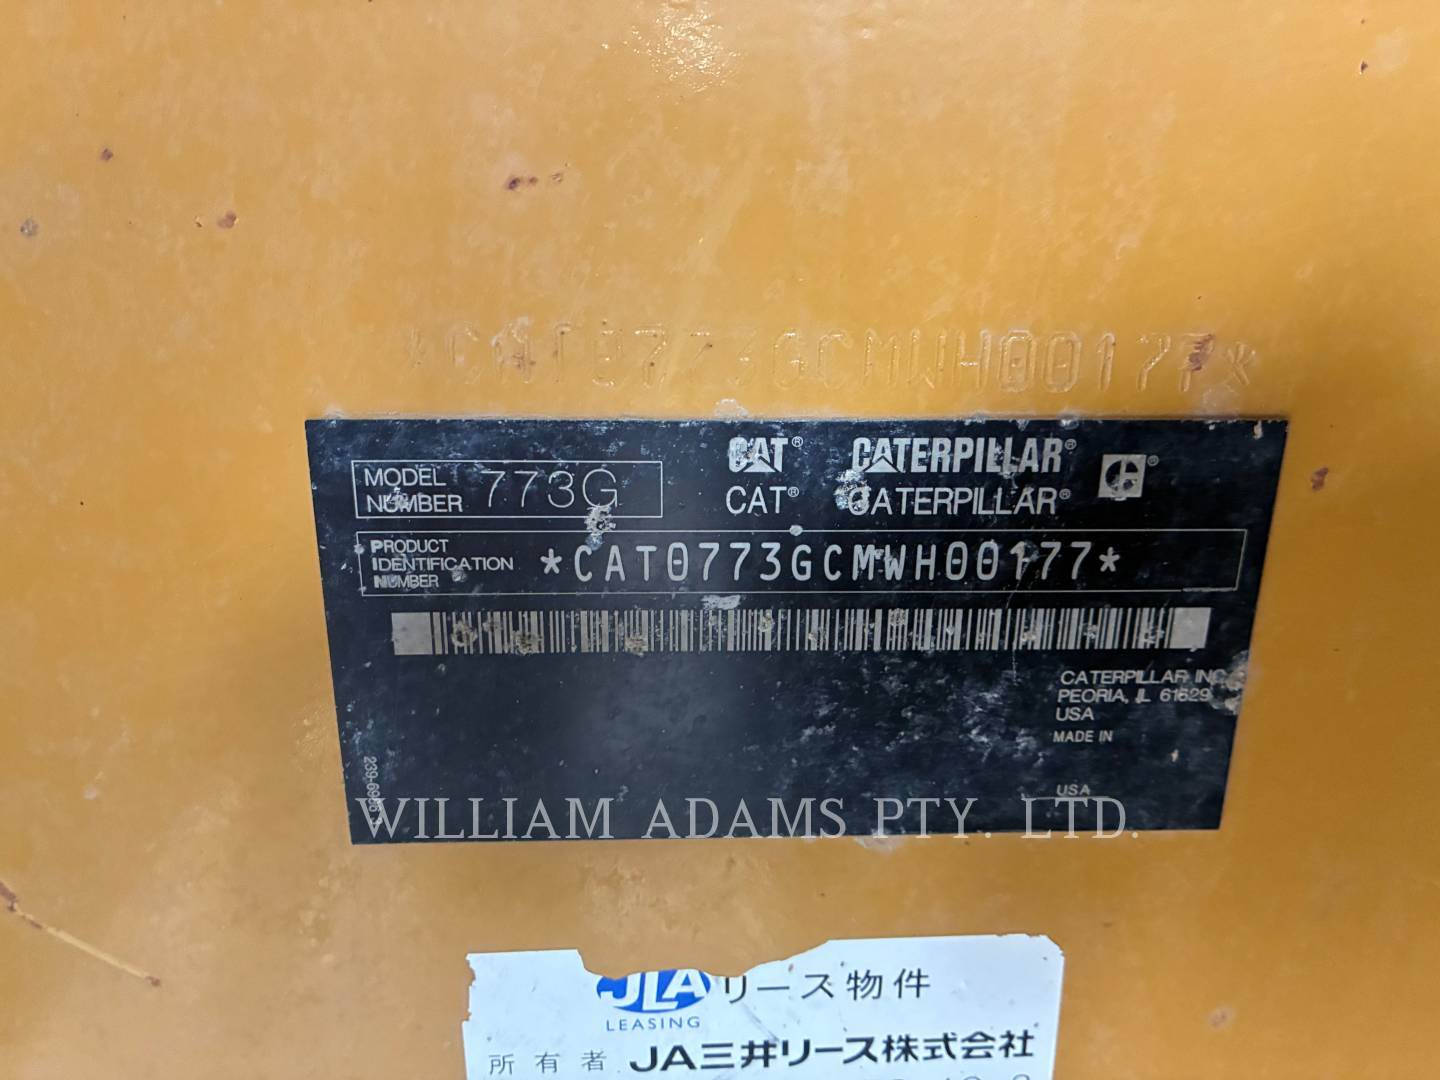 *CAT0773GCMWH00177*
MODEL NUMBER 773G
CAT® CATERPILLAR® ®
CAT® CATERPILLAR®
PRODUCT IDENTIFICATION NUMBER *CAT0773GCMWH00177*
CATERPILLAR INC.
PEORIA, IL 61629
USA
MADE IN
USA
WILLIAM ADAMS PTY. LTD.
JLA リース物件
LEASING
所有者 JA三井リース株式会社